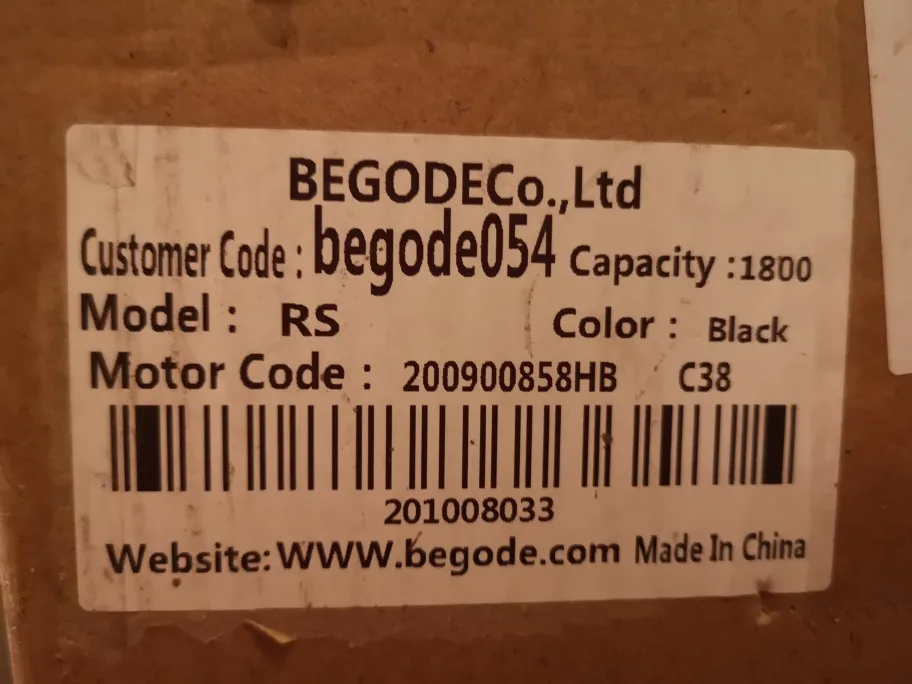 BEGODECo.,Ltd
Customer Code : begode054 Capacity :1800
Model : RS Color : Black
Motor Code : 200900858HB C38
201008033
Website:WWW.begode.com Made In China